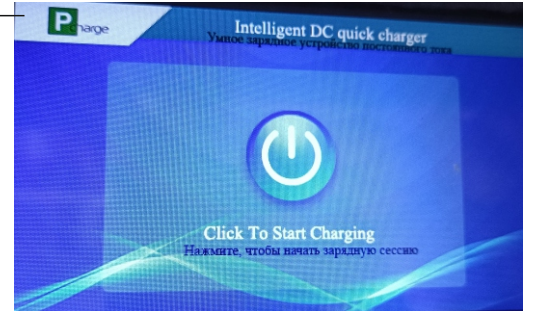 Pcharge
Intelligent DC quick charger
Умное зарядное устройство постоянного тока
Click To Start Charging
Нажмите, чтобы начать зарядную сессию